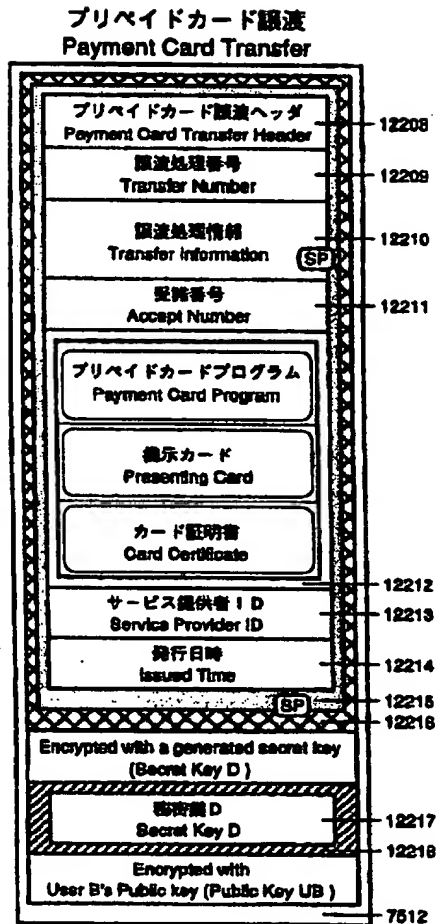 プリペイドカード譲渡
Payment Card Transfer
プリペイドカード譲渡ヘッダ
Payment Card Transfer Header
12208
譲渡処理番号
Transfer Number
12209
譲渡処理情報
Transfer Information
SP
12210
受諾番号
Accept Number
12211
プリペイドカードプログラム
Payment Card Program
提示カード
Presenting Card
カード証明書
Card Certificate
12212
サービス提供者ID
Service Provider ID
12213
発行日時
Issued Time
12214
SP
12215
12216
Encrypted with a generated secret key
(Secret Key D)
秘密鍵D
Secret Key D
12217
12218
Encrypted with
User B's Public key (Public Key UB)
7512